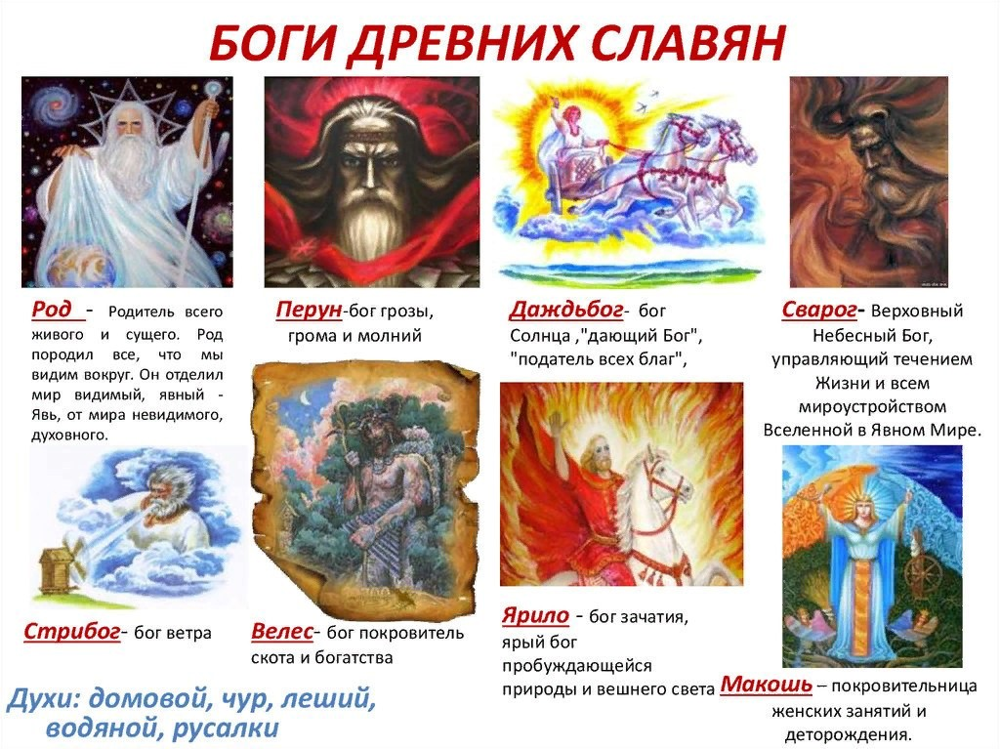 БОГИ ДРЕВНИХ СЛАВЯН
Род - Родитель всего
живого и сущего. Род
породил все, что мы
видим вокруг. Он отделил
мир видимый, явный -
Явь, от мира невидимого,
духовного.
Перун-бог грозы,
грома и молний
Даждьбог- бог
Солнца ,"дающий Бог",
"податель всех благ",
Сварог- Верховный
Небесный Бог,
управляющий течением
Жизни и всем
мироустройством
Вселенной в Явном Мире.
Стрибог- бог ветра
Велес- бог покровитель
скота и богатства
Ярило - бог зачатия,
ярый бог
пробуждающейся
природы и вешнего света
Макошь – покровительница
женских занятий и
деторождения.
Духи: домовой, чур, леший,
водяной, русалки